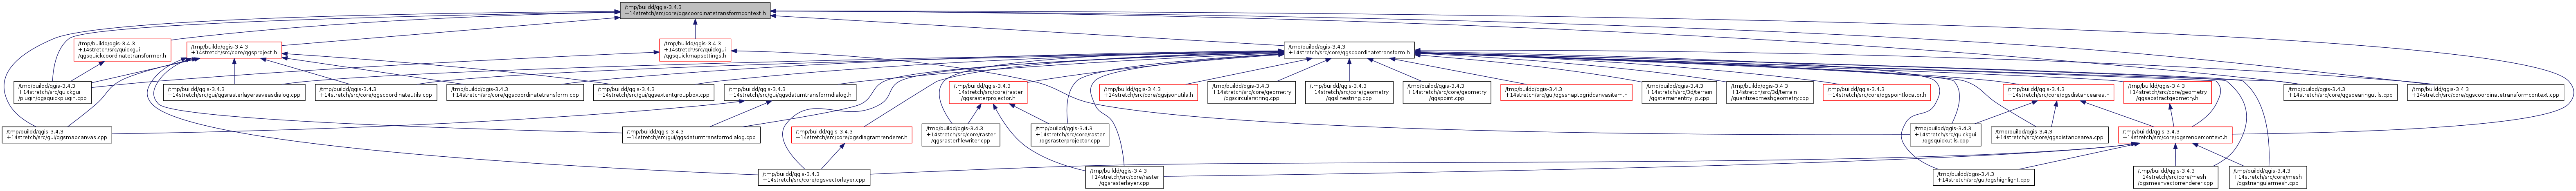 /tmp/buildd/qgis-3.4.3
+14stretch/src/core/qgscoordinatetransformcontext.h
/tmp/buildd/qgis-3.4.3
+14stretch/src/quickgui
/qgsquickcoordinatetransformer.h
/tmp/buildd/qgis-3.4.3
+14stretch/src/core/qgsproject.h
/tmp/buildd/qgis-3.4.3
+14stretch/src/quickgui
/qgsquickmapsettings.h
/tmp/buildd/qgis-3.4.3
+14stretch/src/core/qgscoordinatetransform.h
/tmp/buildd/qgis-3.4.3
+14stretch/src/quickgui
/plugin/qgsquickplugin.cpp
/tmp/buildd/qgis-3.4.3
+14stretch/src/gui/qgsrasterlayersaveasdialog.cpp
/tmp/buildd/qgis-3.4.3
+14stretch/src/core/qgscoordinateutils.cpp
/tmp/buildd/qgis-3.4.3
+14stretch/src/core/qgscoordinatetransform.cpp
/tmp/buildd/qgis-3.4.3
+14stretch/src/gui/qgsextentgroupbox.cpp
/tmp/buildd/qgis-3.4.3
+14stretch/src/gui/qgsdatumtransformdialog.h
/tmp/buildd/qgis-3.4.3
+14stretch/src/core/raster
/qgsrasterprojector.h
/tmp/buildd/qgis-3.4.3
+14stretch/src/core/qgsjsonutils.h
/tmp/buildd/qgis-3.4.3
+14stretch/src/core/geometry
/qgscircularstring.cpp
/tmp/buildd/qgis-3.4.3
+14stretch/src/core/geometry
/qgslinestring.cpp
/tmp/buildd/qgis-3.4.3
+14stretch/src/core/geometry
/qgspoint.cpp
/tmp/buildd/qgis-3.4.3
+14stretch/src/gui/qgssnaptogridcanvasitem.h
/tmp/buildd/qgis-3.4.3
+14stretch/src/3d/terrain
/qgsterrainentity_p.cpp
/tmp/buildd/qgis-3.4.3
+14stretch/src/3d/terrain
/quantizedmeshgeometry.cpp
/tmp/buildd/qgis-3.4.3
+14stretch/src/core/qgspointlocator.h
/tmp/buildd/qgis-3.4.3
+14stretch/src/core/qgsdistancearea.h
/tmp/buildd/qgis-3.4.3
+14stretch/src/core/geometry
/qgsabstractgeometry.h
/tmp/buildd/qgis-3.4.3
+14stretch/src/core/qgsbearingutils.cpp
/tmp/buildd/qgis-3.4.3
+14stretch/src/core/qgscoordinatetransformcontext.cpp
/tmp/buildd/qgis-3.4.3
+14stretch/src/gui/qgsmapcanvas.cpp
/tmp/buildd/qgis-3.4.3
+14stretch/src/gui/qgsdatumtransformdialog.cpp
/tmp/buildd/qgis-3.4.3
+14stretch/src/core/qgsdiagramrenderer.h
/tmp/buildd/qgis-3.4.3
+14stretch/src/core/raster
/qgsrasterfilewriter.cpp
/tmp/buildd/qgis-3.4.3
+14stretch/src/core/raster
/qgsrasterprojector.cpp
/tmp/buildd/qgis-3.4.3
+14stretch/src/quickgui
/qgsquickutils.cpp
/tmp/buildd/qgis-3.4.3
+14stretch/src/core/qgsdistancearea.cpp
/tmp/buildd/qgis-3.4.3
+14stretch/src/core/qgsrendercontext.h
/tmp/buildd/qgis-3.4.3
+14stretch/src/core/qgsvectorlayer.cpp
/tmp/buildd/qgis-3.4.3
+14stretch/src/core/raster
/qgsrasterlayer.cpp
/tmp/buildd/qgis-3.4.3
+14stretch/src/gui/qgshighlight.cpp
/tmp/buildd/qgis-3.4.3
+14stretch/src/core/mesh
/qgsmeshvectorrenderer.cpp
/tmp/buildd/qgis-3.4.3
+14stretch/src/core/mesh
/qgstriangularmesh.cpp